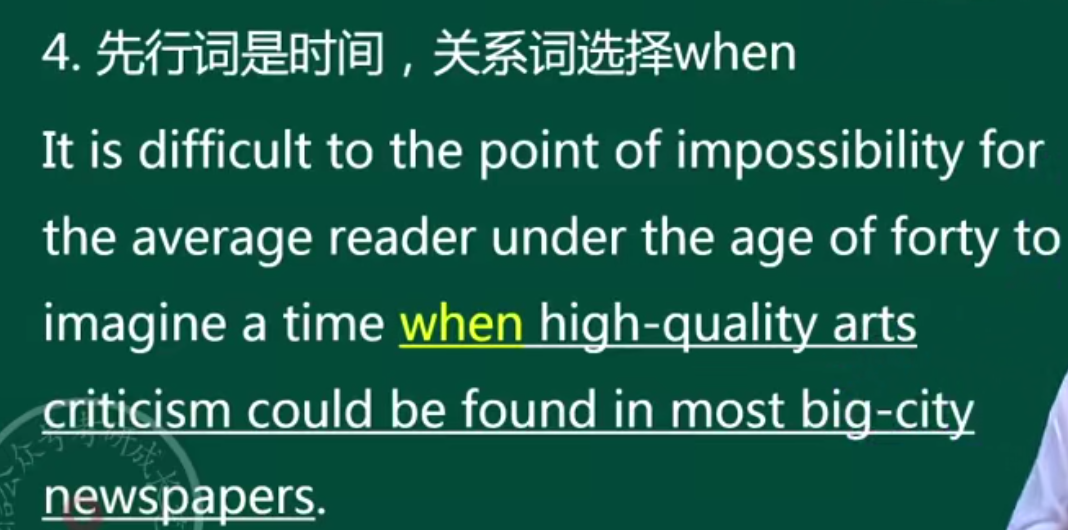 4. 先行词是时间，关系词选择when
It is difficult to the point of impossibility for
the average reader under the age of forty to
imagine a time when high-quality arts
criticism could be found in most big-city
newspapers.